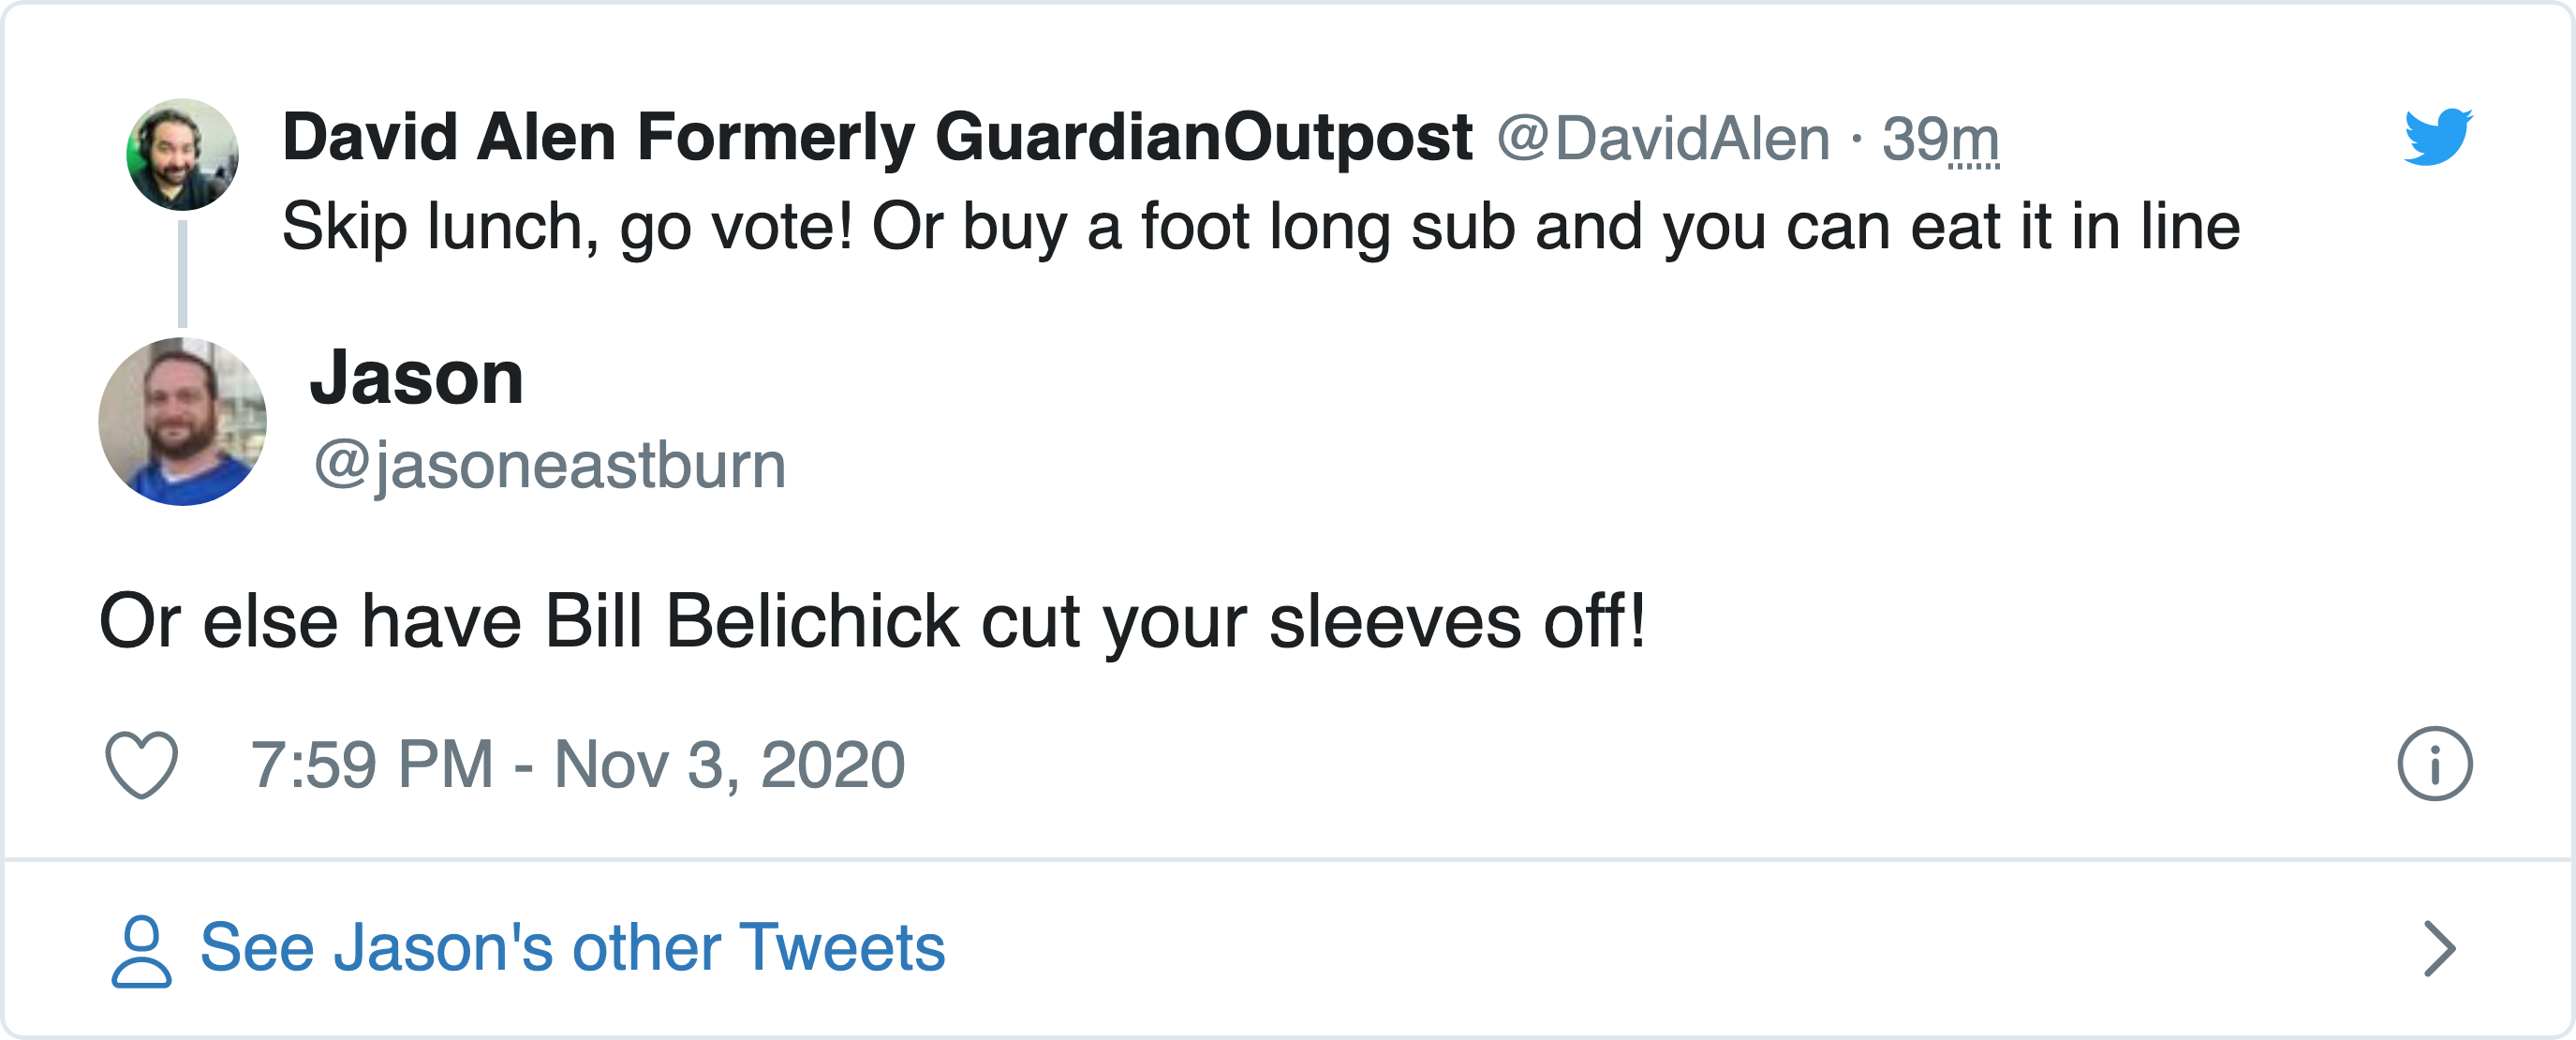 David Alen Formerly GuardianOutpost @DavidAlen · 39m
Skip lunch, go vote! Or buy a foot long sub and you can eat it in line
Jason
@jasoneastburn
Or else have Bill Belichick cut your sleeves off!
7:59 PM - Nov 3, 2020
See Jason's other Tweets